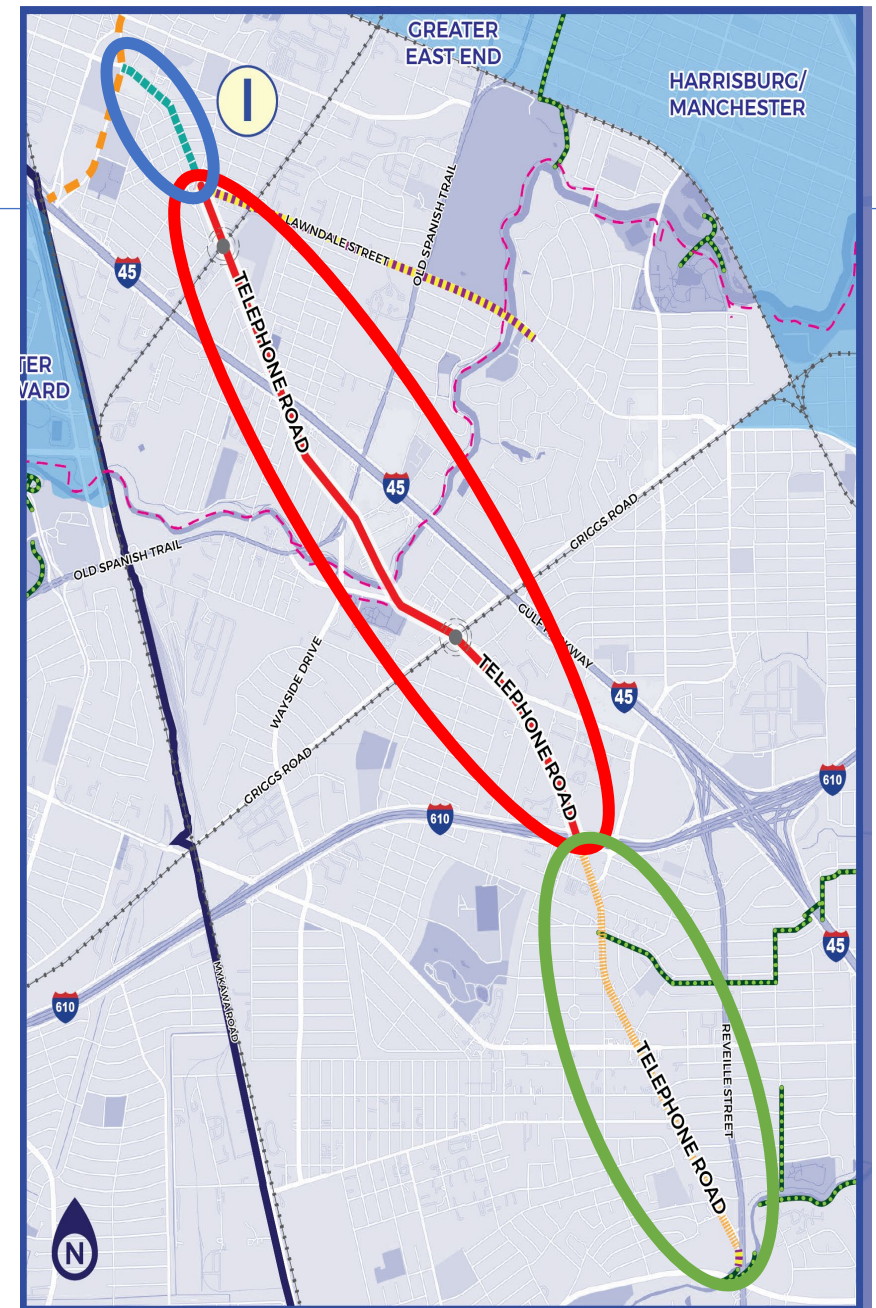 GREATER
EAST END
HARRISBURG/
MANCHESTER
I
OLD SPANISH TRAIL
LAWNDALE STREET
45
TELEPHONE ROAD
TER
WARD
45
GRIGGS ROAD
OLD SPANISH TRAIL
GULF
WAY
WAYSIDE DRIVE
TELEPHONE ROAD
45
GRIGGS ROAD
610
610
45
610
MYKAWA ROAD
REVEILLE STREET
TELEPHONE ROAD
N